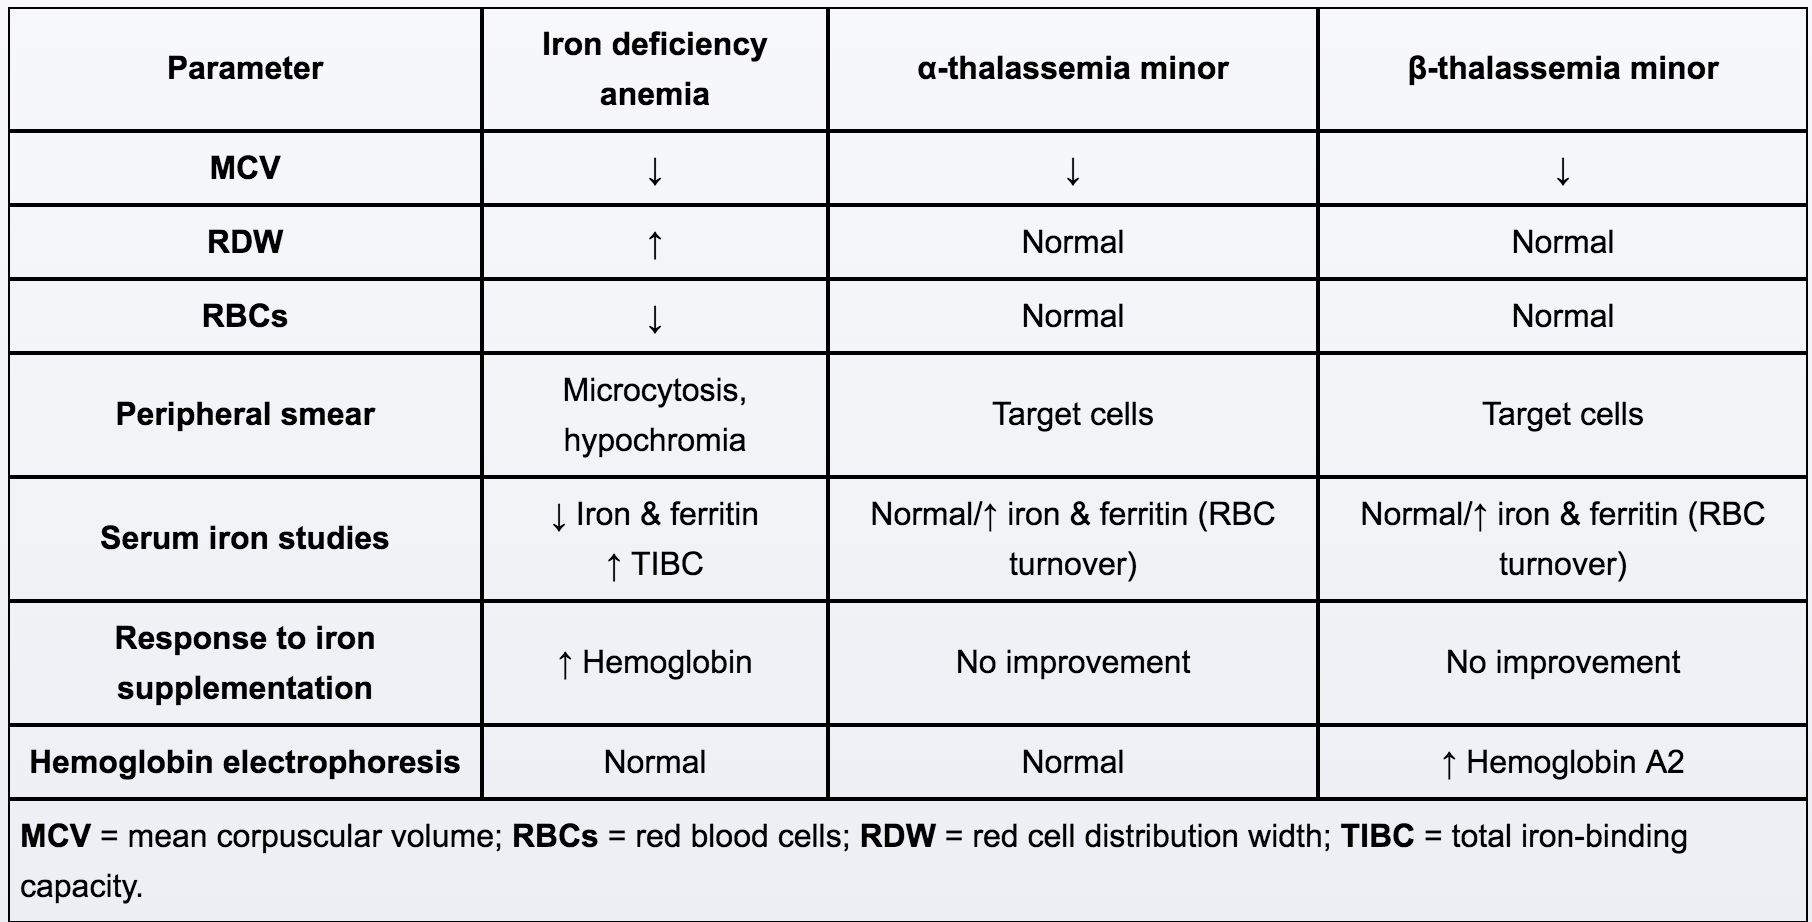 Parameter
Iron deficiency
anemia
α-thalassemia minor
β-thalassemia minor
MCV
↓
↓
↓
RDW
↑
Normal
Normal
RBCs
↓
Normal
Normal
Peripheral smear
Microcytosis,
hypochromia
Target cells
Target cells
Serum iron studies
↓ Iron & ferritin
↑ TIBC
Normal/↑ iron & ferritin (RBC
turnover)
Normal/↑ iron & ferritin (RBC
turnover)
Response to iron
supplementation
↑ Hemoglobin
No improvement
No improvement
Hemoglobin electrophoresis
Normal
Normal
↑ Hemoglobin A2
MCV = mean corpuscular volume; RBCs = red blood cells; RDW = red cell distribution width; TIBC = total iron-binding
capacity.